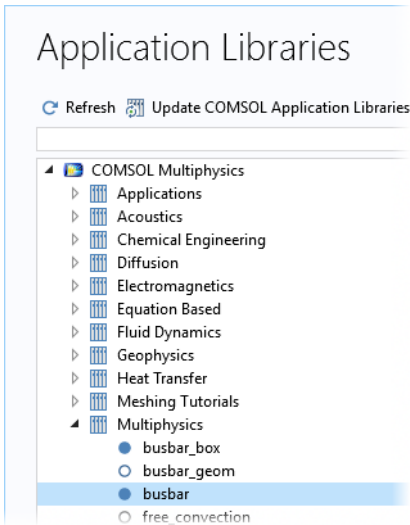 Application Libraries
Refresh Update COMSOL Application Libraries
COMSOL Multiphysics
Applications
Acoustics
Chemical Engineering
Diffusion
Electromagnetics
Equation Based
Fluid Dynamics
Geophysics
Heat Transfer
Meshing Tutorials
Multiphysics
busbar_box
busbar_geom
busbar
free_convection